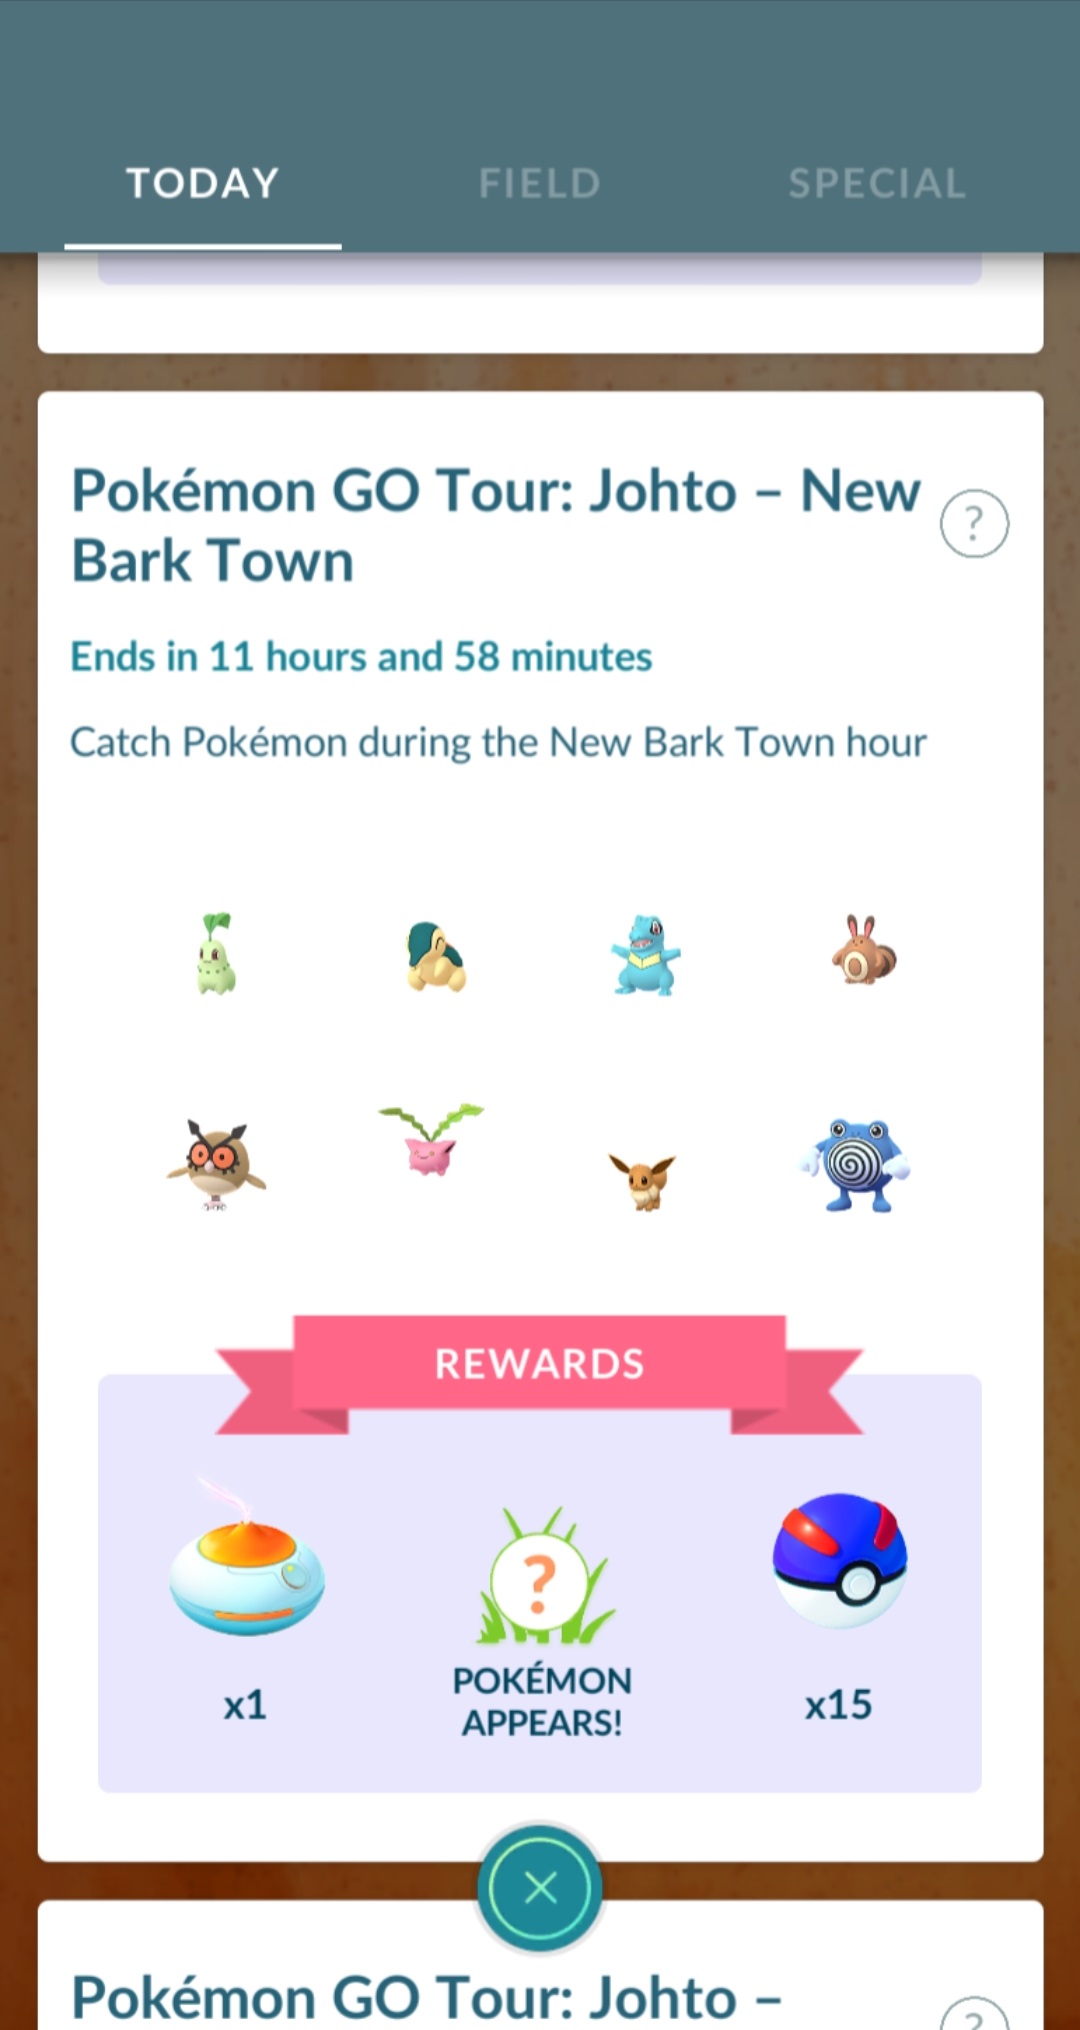 TODAY FIELD SPECIAL
Pokémon GO Tour: Johto – New
Bark Town
?
Ends in 11 hours and 58 minutes
Catch Pokémon during the New Bark Town hour
REWARDS
?
POKÉMON
APPEARS!
x1
x15
Pokémon GO Tour: Johto –
?